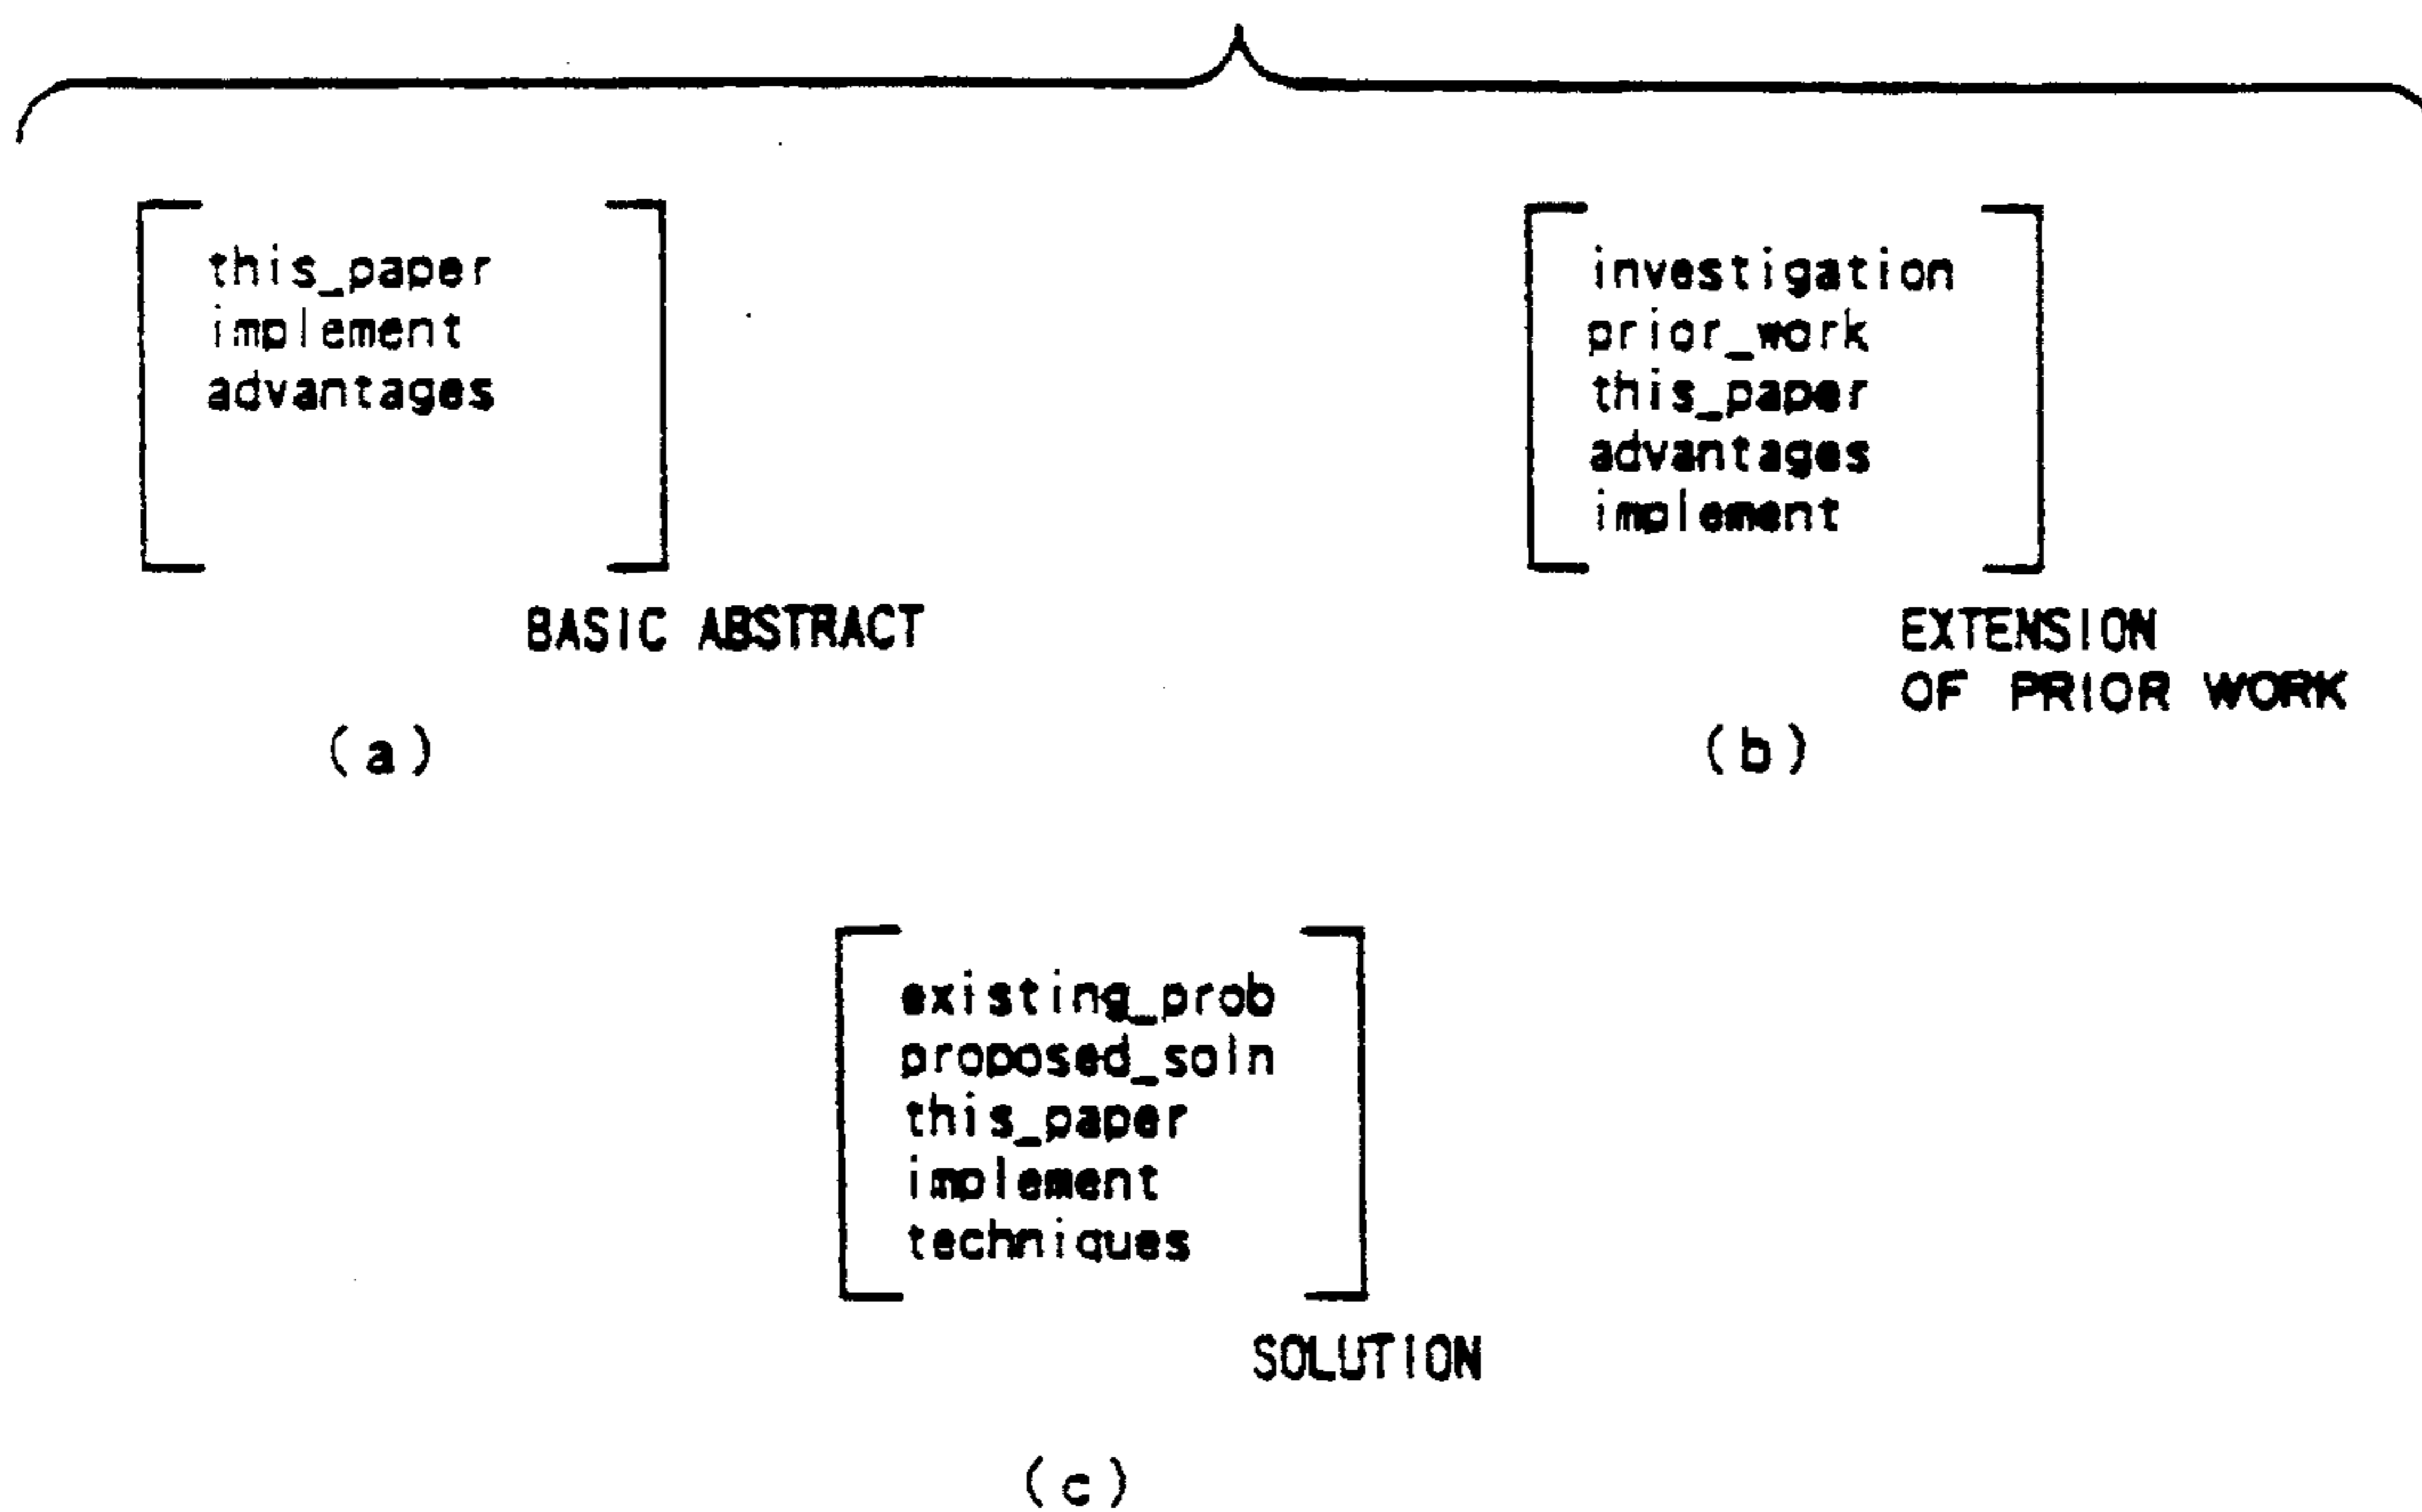 this_paper
implement
advantages
BASIC ABSTRACT
(a)
investigation
prior_work
this_paper
advantages
implement
EXTENSION
OF PRIOR WORK
(b)
existing_prob
proposed_soln
this_paper
implement
techniques
SOLUTION
(c)